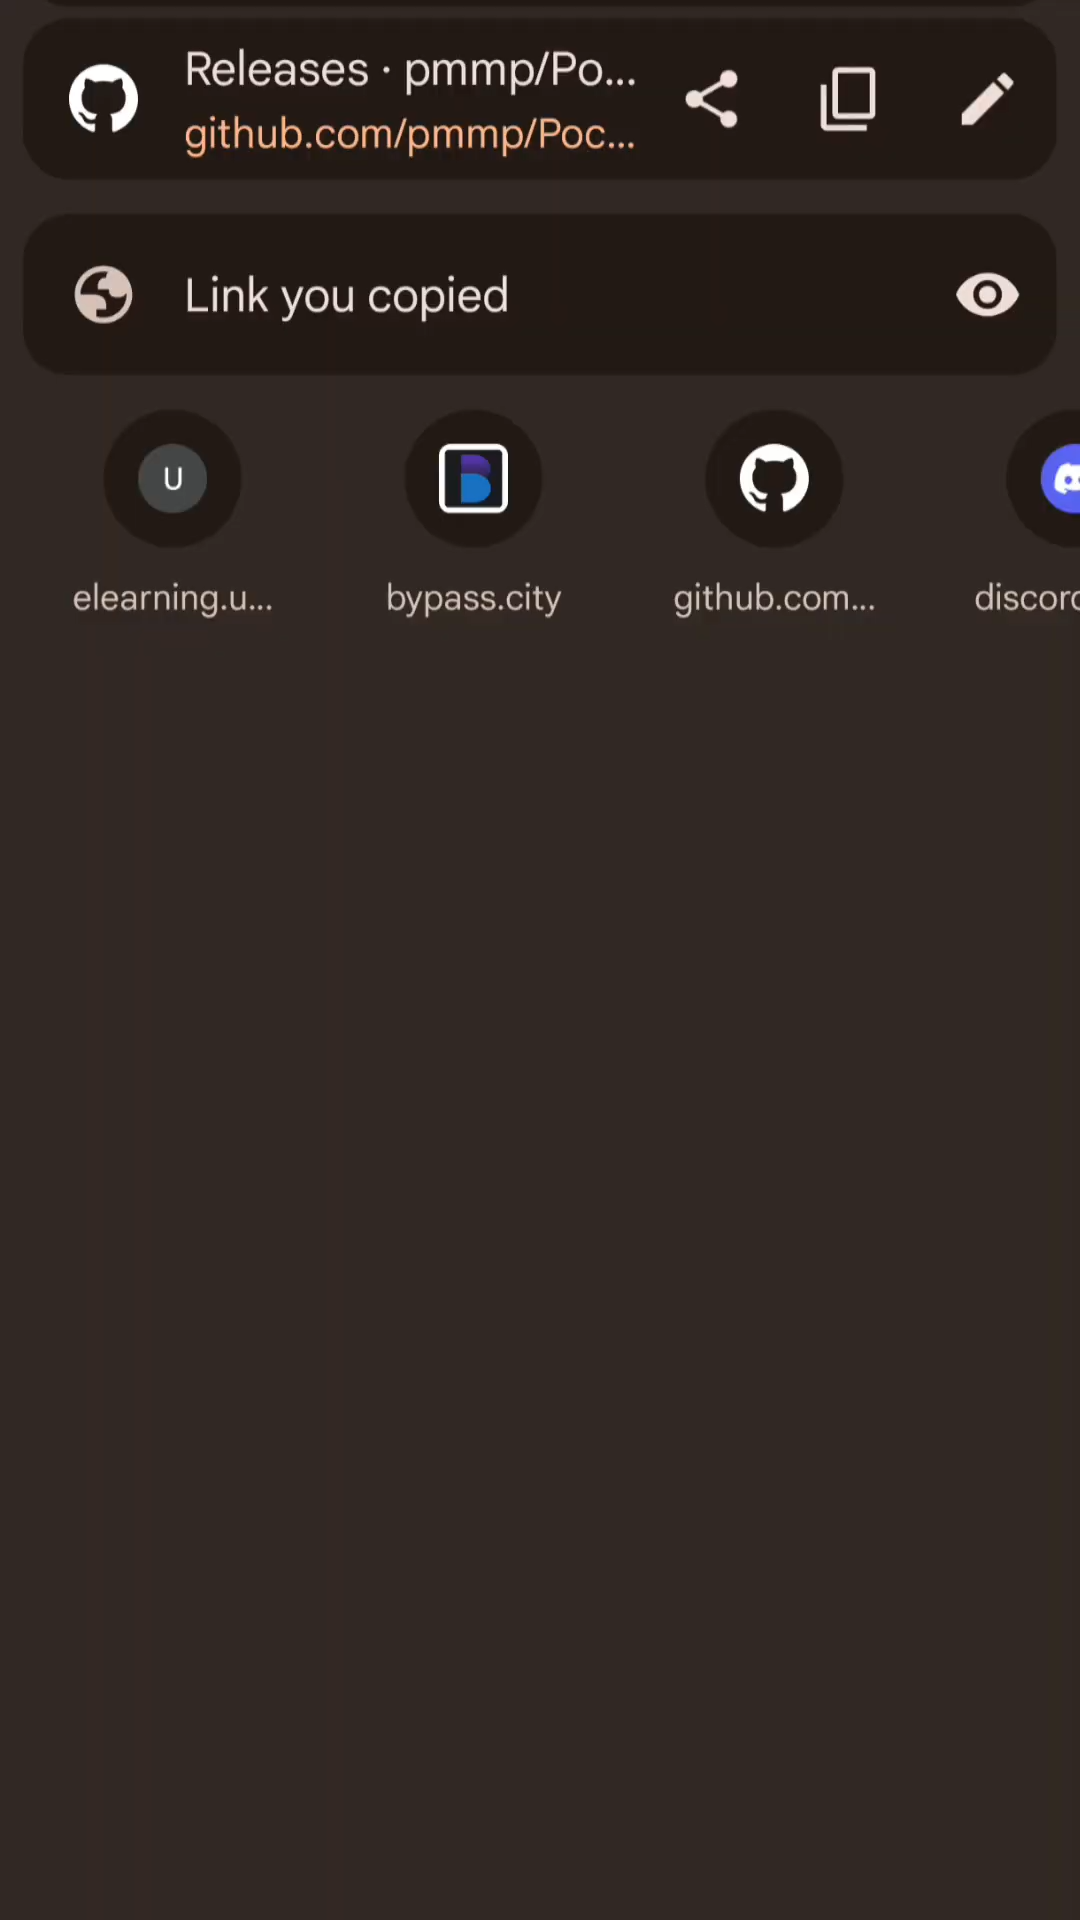 Releases · pmmp/Po...
github.com/pmmp/Poc...
Link you copied
U
elearning.u...
bypass.city
github.com...
discord